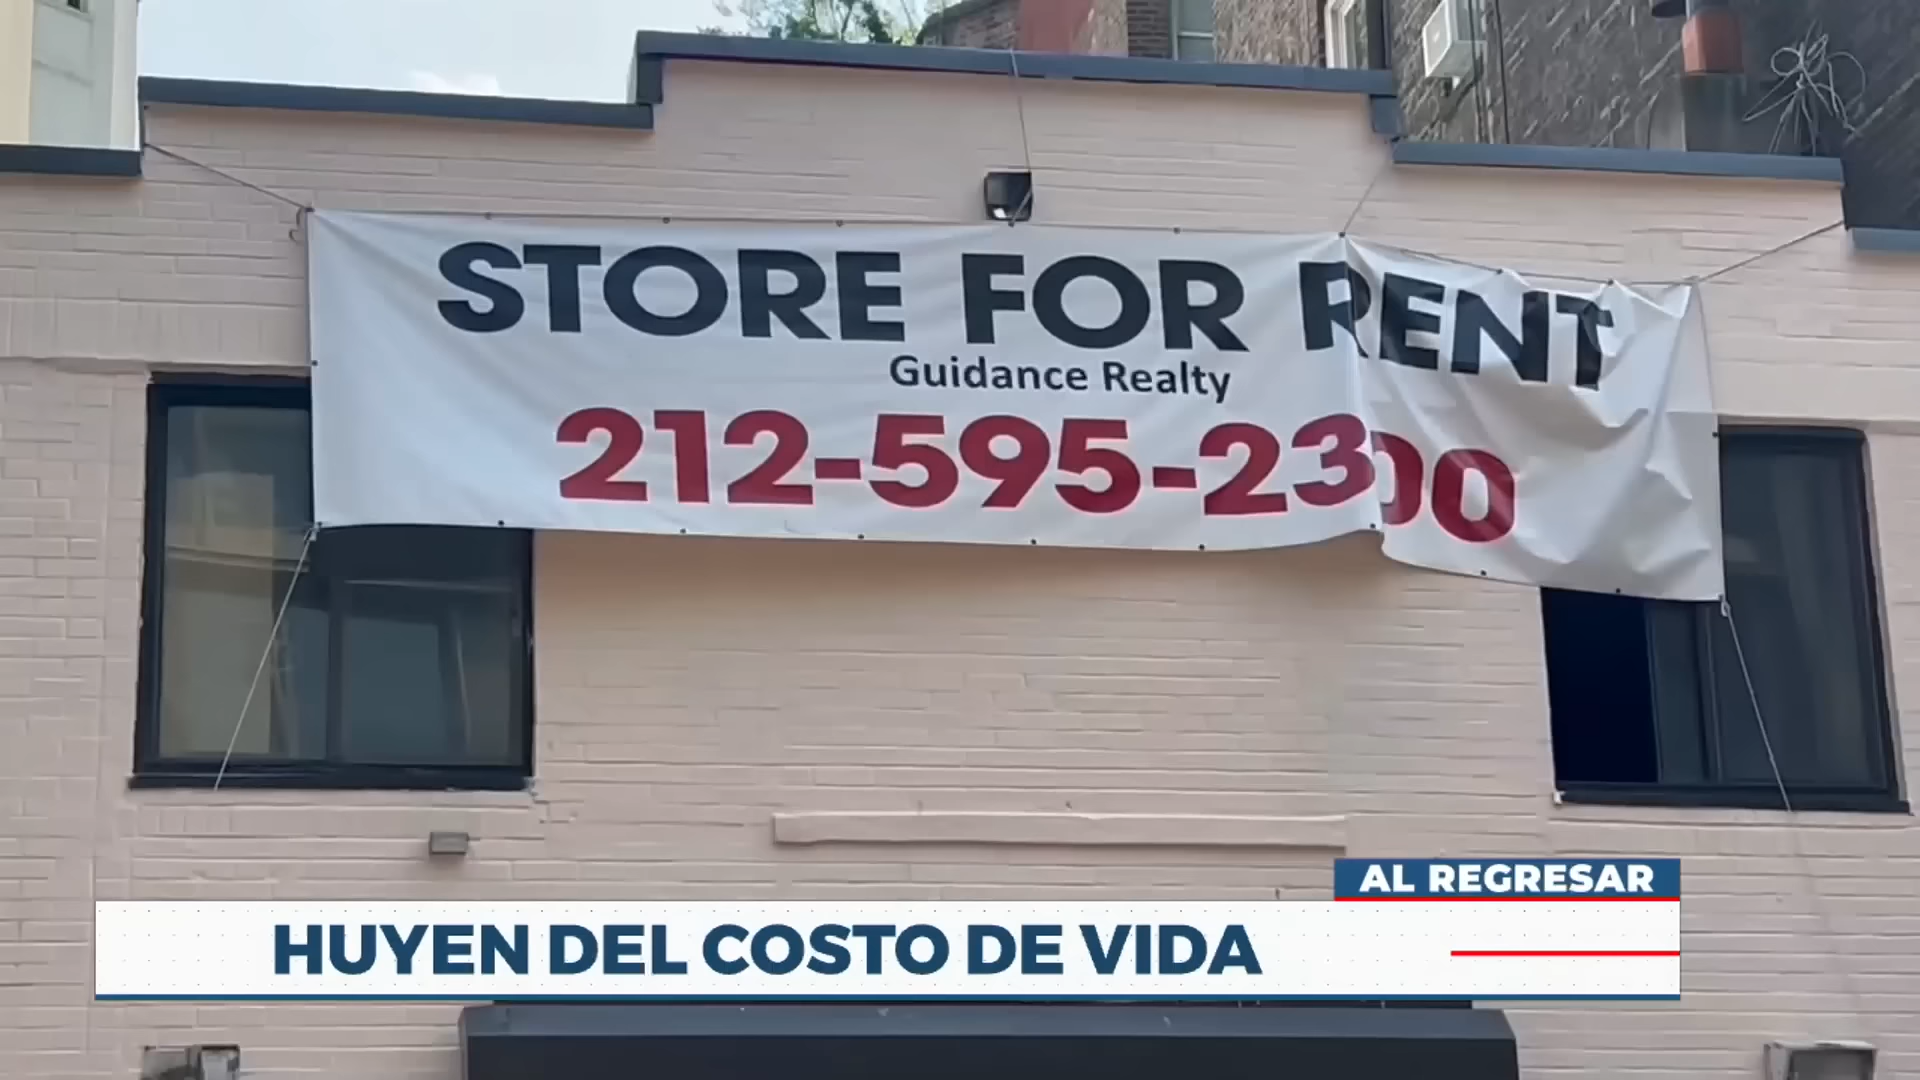 STORE FOR RENT
Guidance Realty
212-595-2300
AL REGRESAR
HUYEN DEL COSTO DE VIDA